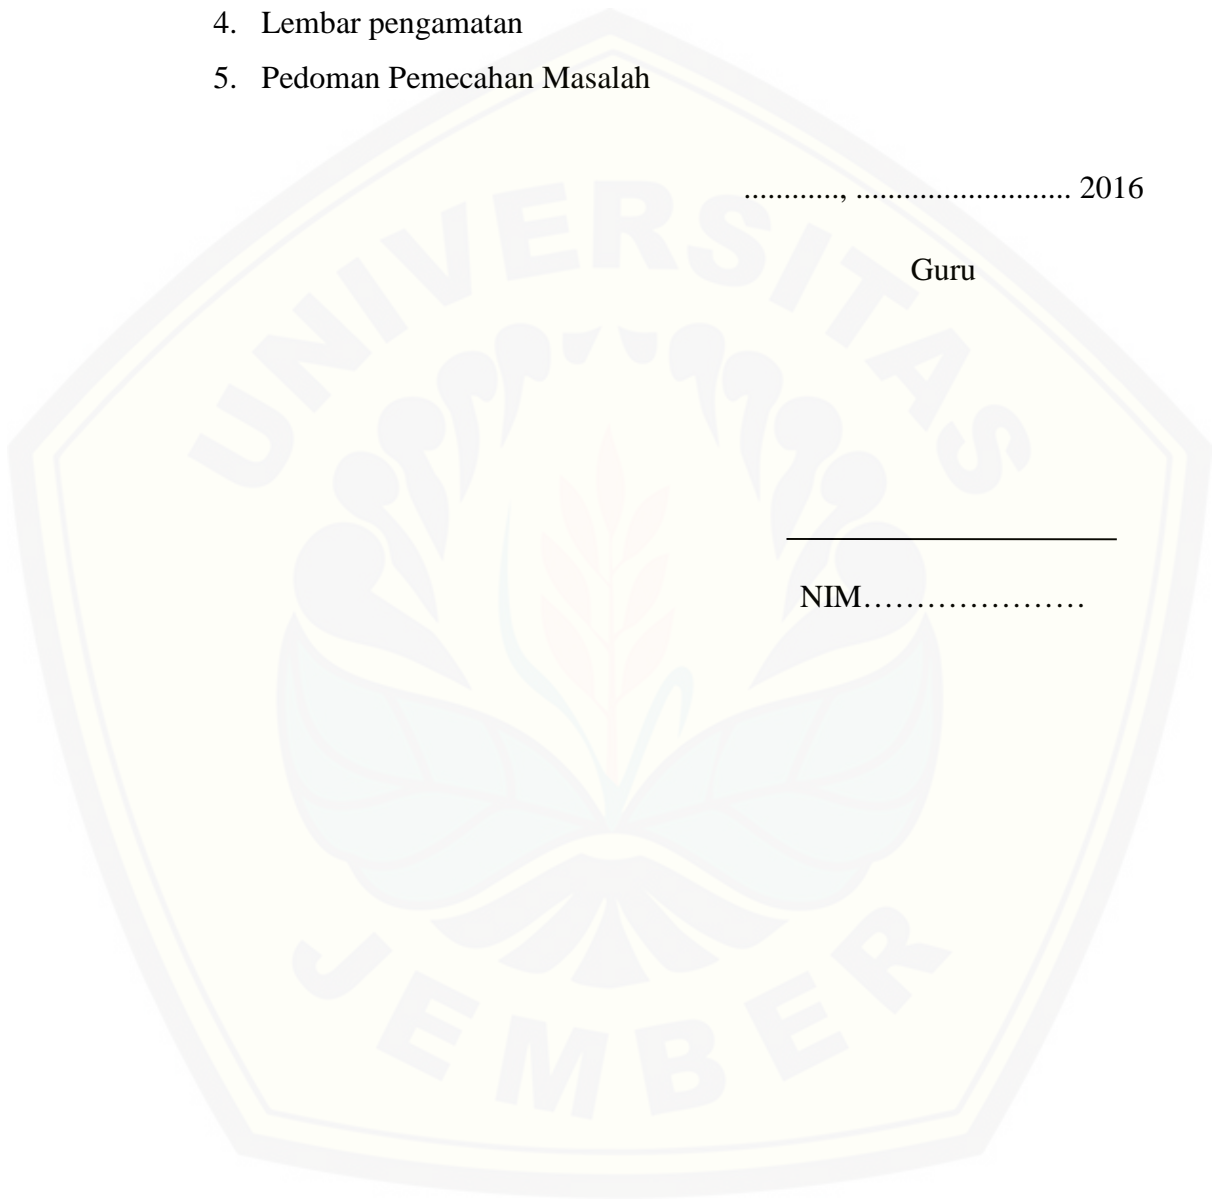 4. Lembar pengamatan
5. Pedoman Pemecahan Masalah
............, ........................... 2016
Guru
NIM…………………
UNIVERSITAS
JEMBER